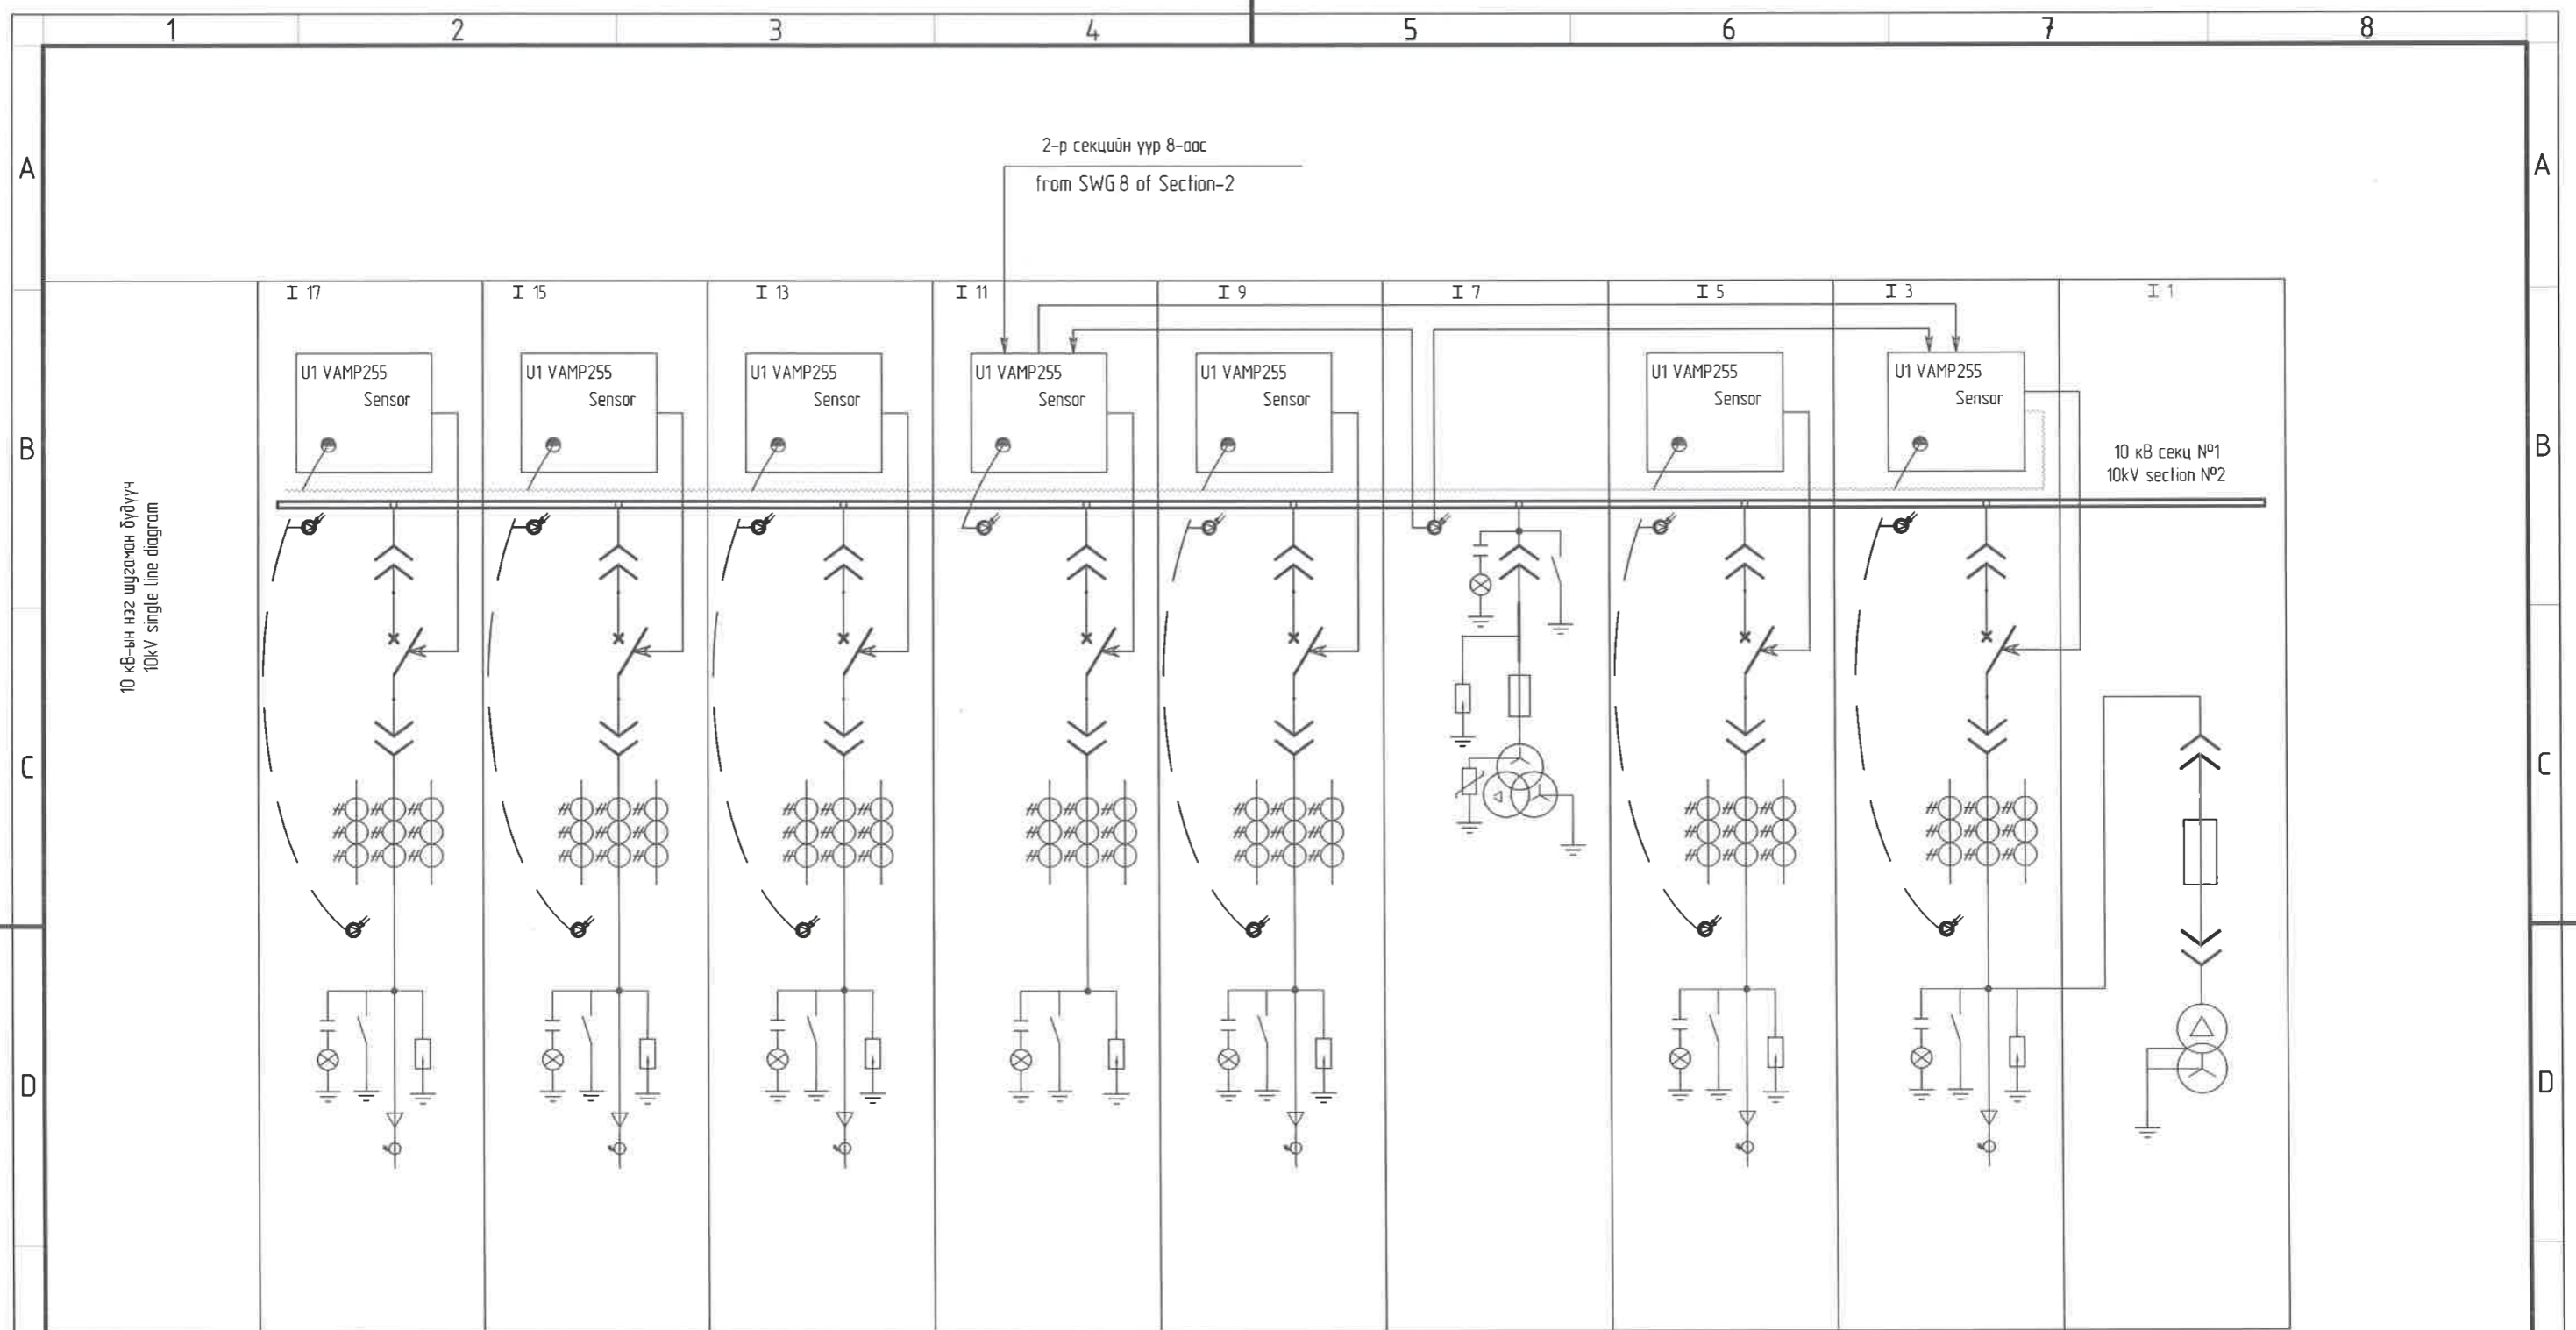 1 2 3 4 5 6 7 8
A A
2-р секцийн үүр 8-аас
from SWG 8 of Section-2
I 17 I 15 I 13 I 11 I 9 I 7 I 5 I 3 I 1
U1 VAMP255 U1 VAMP255 U1 VAMP255 U1 VAMP255 U1 VAMP255 U1 VAMP255 U1 VAMP255
Sensor Sensor Sensor Sensor Sensor Sensor Sensor
B B
10 кВ секц №1
10kV section №2
10 кВ-ын нэг шугаман бүдүүч
10kV single line diagram
C C
D D